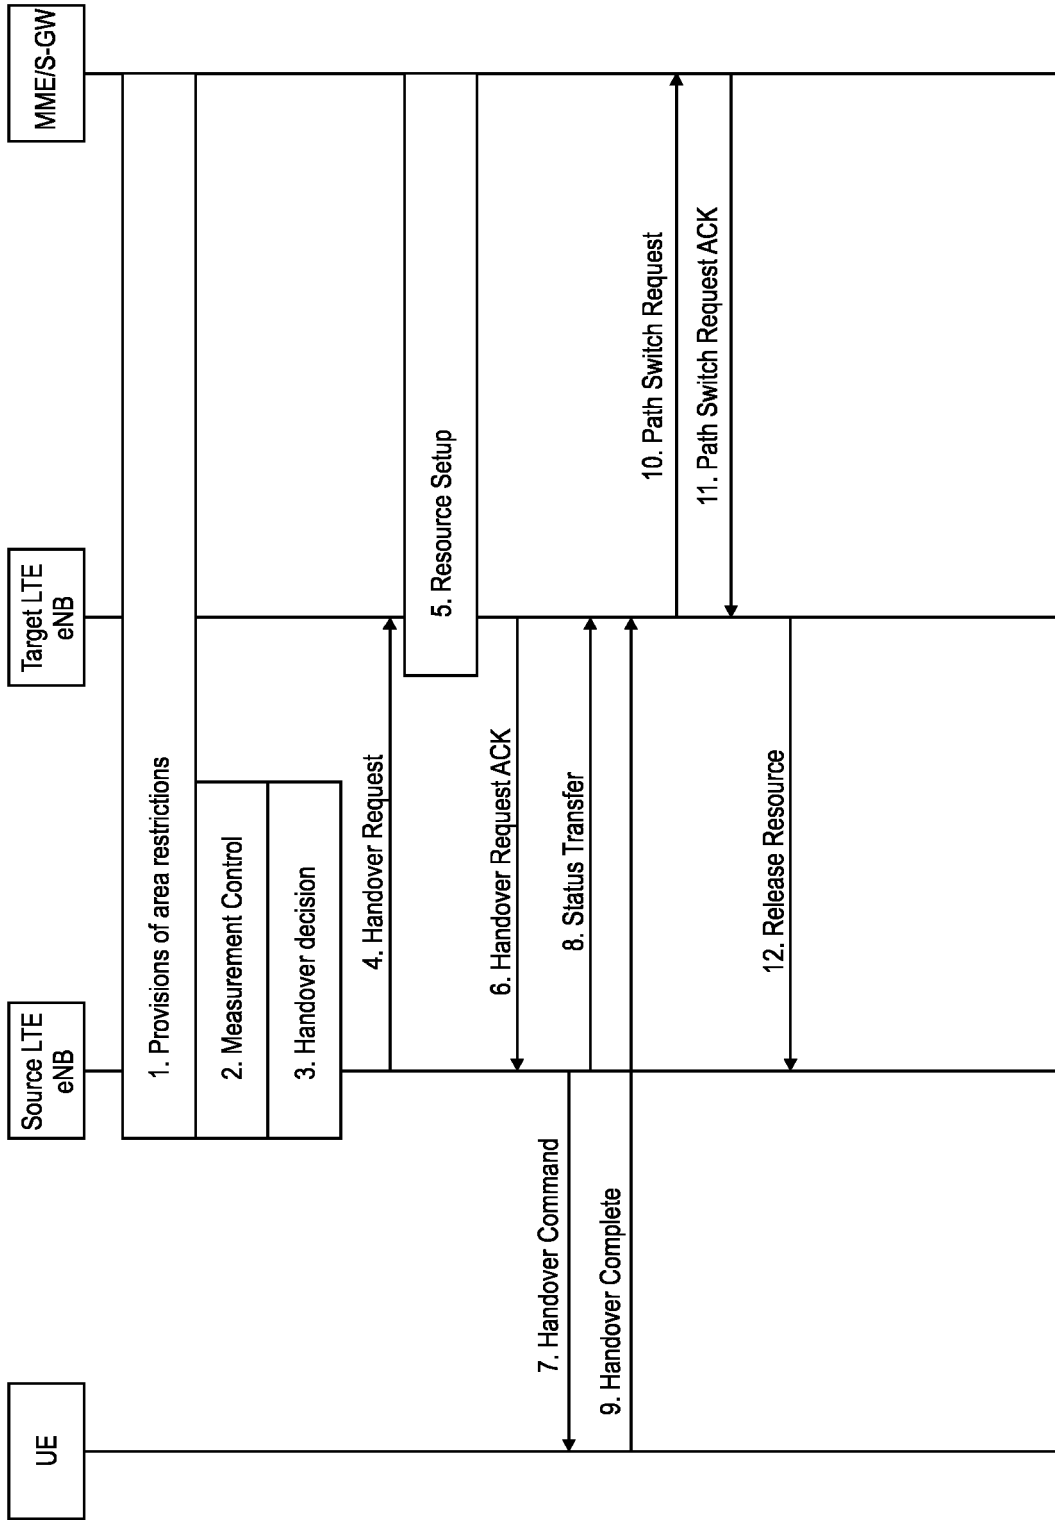 UE
Source LTE
eNB
Target LTE
eNB
MME/S-GW
1. Provisions of area restrictions
2. Measurement Control
3. Handover decision
4. Handover Request
5. Resource Setup
6. Handover Request ACK
7. Handover Command
8. Status Transfer
9. Handover Complete
10. Path Switch Request
11. Path Switch Request ACK
12. Release Resource